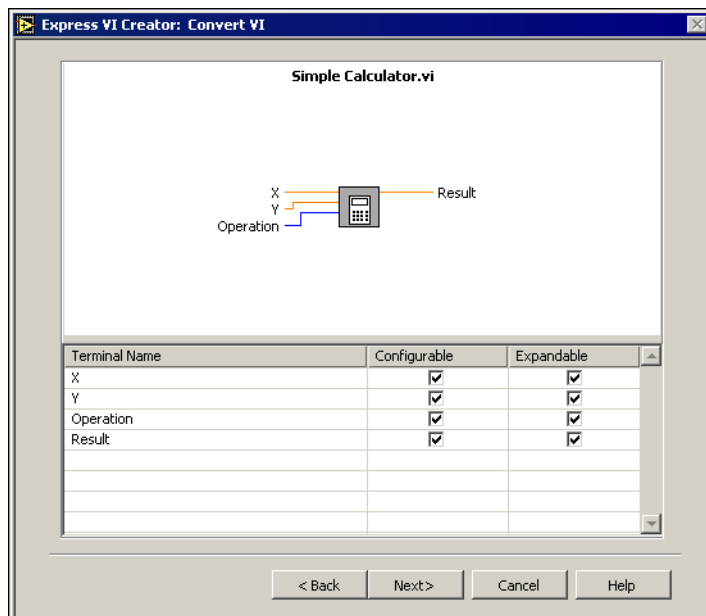 Express VI Creator: Convert VI
Simple Calculator.vi
X
Y
Operation
Result
Terminal Name Configurable Expandable
X
Y
Operation
Result
< Back Next> Cancel Help